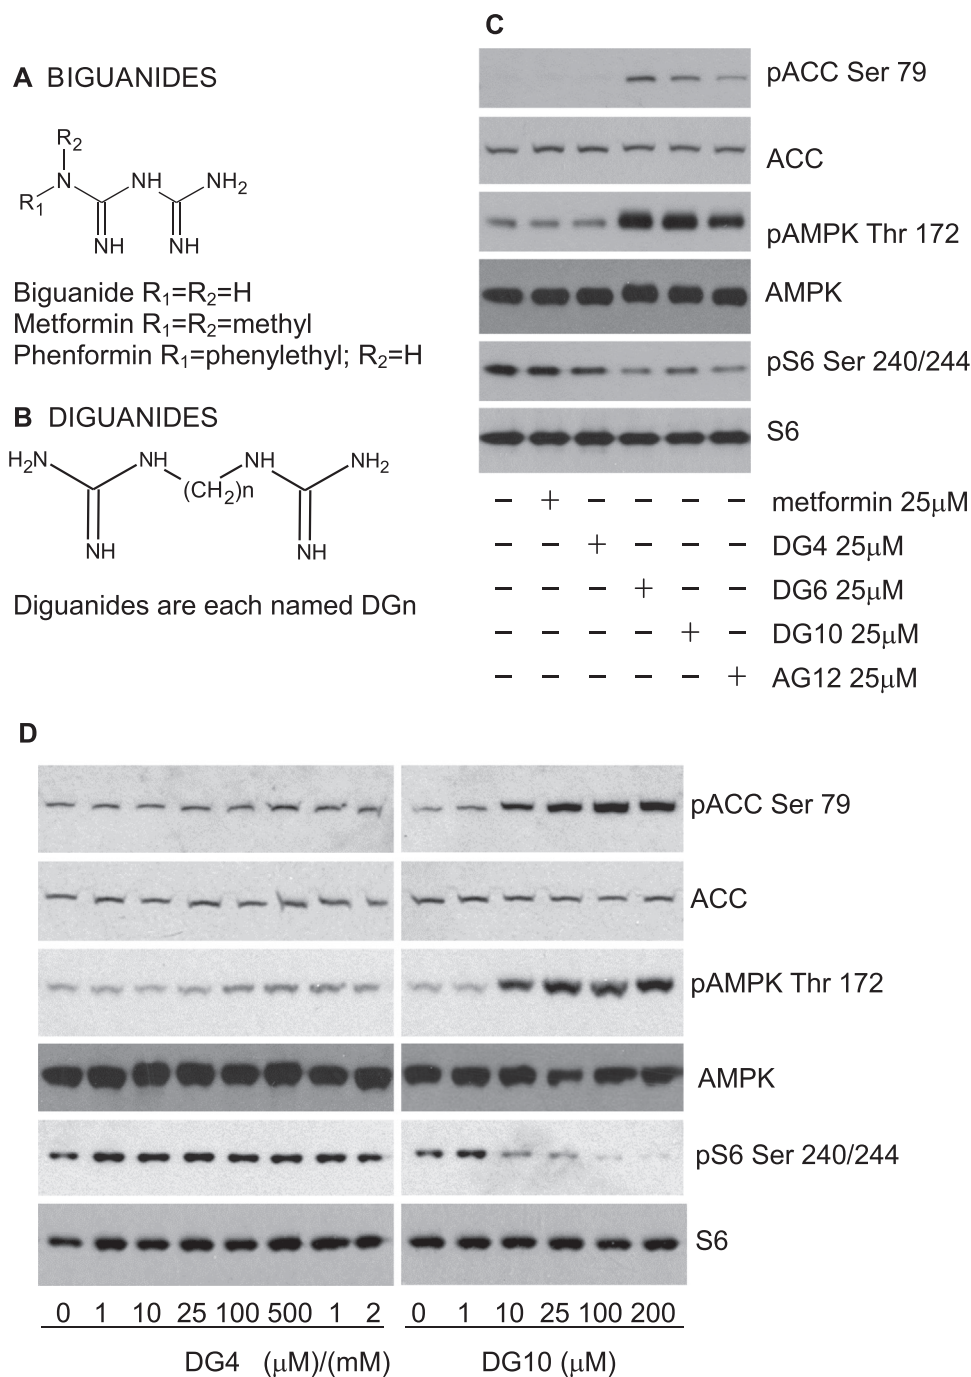 A BIGUANIDES
R2
R1 N NH NH2
NH NH
Biguanide R1=R2=H
Metformin R1=R2=methyl
Phenformin R1=phenylethyl; R2=H
B DIGUANIDES
H2N NH NH NH2
(CH2)n
NH NH
Diguanides are each named DGn
C
pACC Ser 79
ACC
pAMPK Thr 172
AMPK
pS6 Ser 240/244
S6
– + – – – – metformin 25µM
– – + – – – DG4 25µM
– – – + – – DG6 25µM
– – – – + – DG10 25µM
– – – – – + AG12 25µM
D
pACC Ser 79
ACC
pAMPK Thr 172
AMPK
pS6 Ser 240/244
S6
0 1 10 25 100 500 1 2 0 1 10 25 100 200
DG4 (µM)/(mM) DG10 (µM)